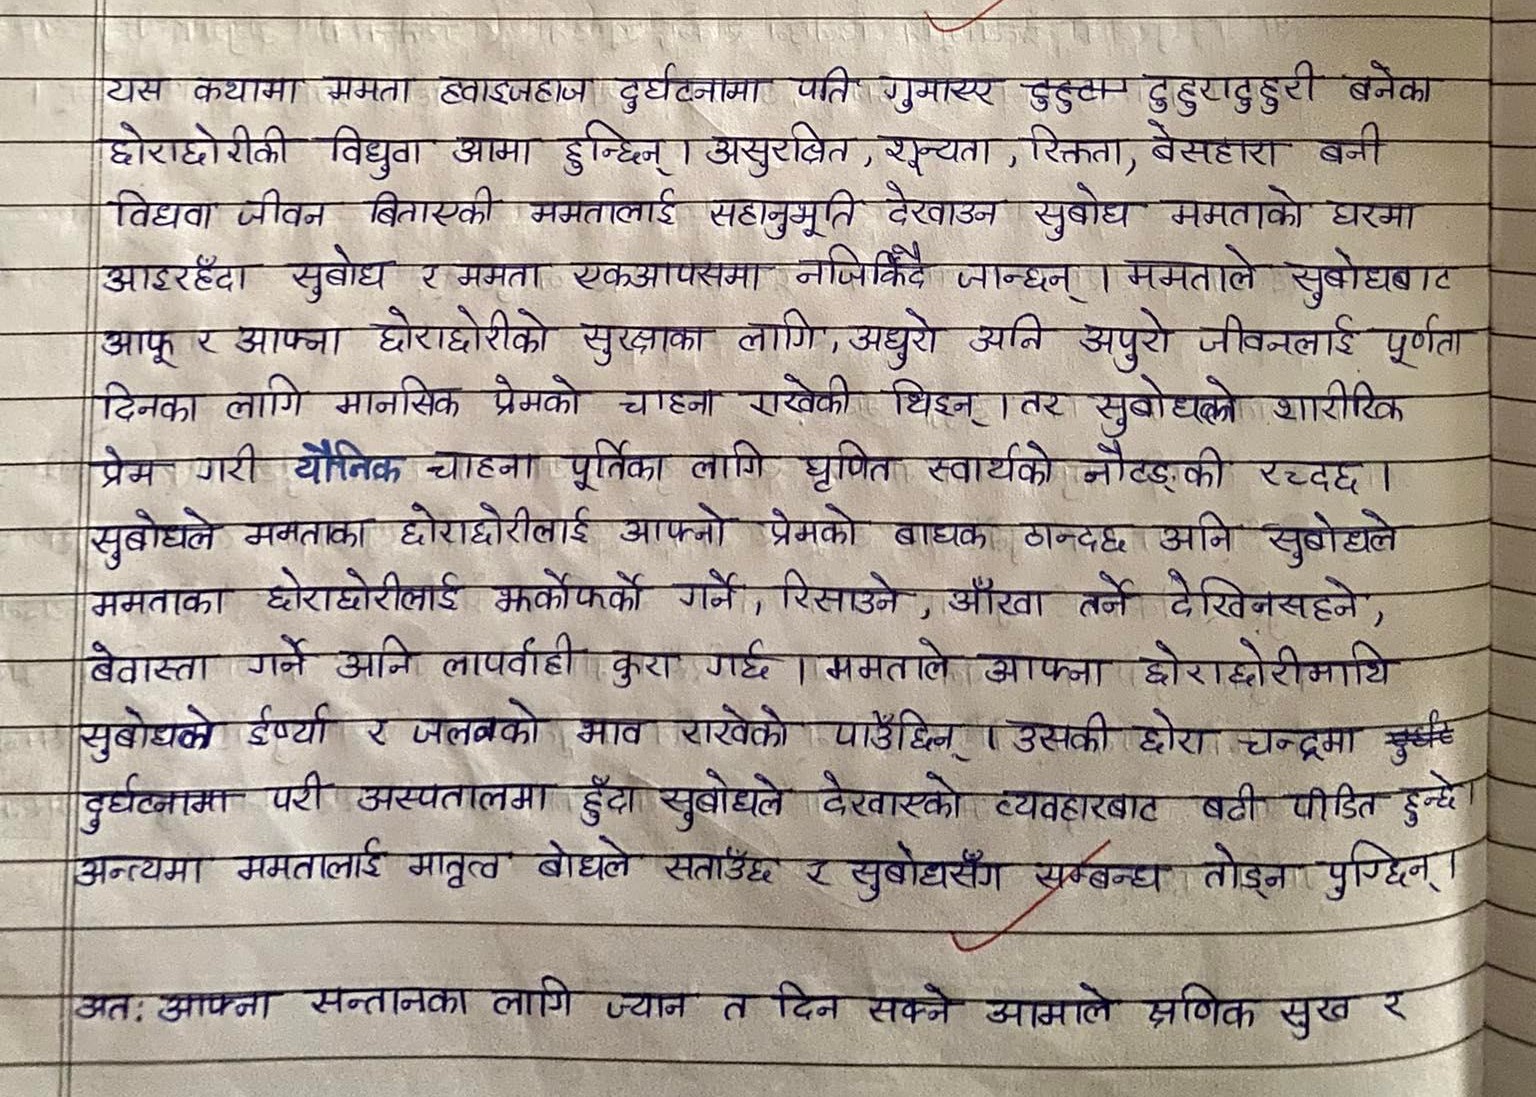 यस कथामा ममता हवाइजहाज दुर्घटनामा पति गुमाएर टुहुराटुहुरी बनेका
छोराछोरीकी विधुवा आमा हुन्छिन् । असुरक्षित, शून्यता, रिक्तता, बेसहारा बनी
विधवा जीवन बिताएकी ममतालाई सहानुभूति देखाउन सुबोध ममताको घरमा
आइरहँदा सुबोध र ममता एकआपसमा नजिकिँदै जान्छन् । ममताले सुबोधबाट
आफू र आफ्ना छोराछोरीको सुरक्षाका लागि, अधुरो अनि अपुरो जीवनलाई पूर्णता
दिनका लागि मानसिक प्रेमको चाहना राखेकी थिइन् । तर सुबोधले शारीरिक
प्रेम गरी यौनिक चाहना पूर्तिका लागि घृणित स्वार्थको नौटङ्की रच्दछ ।
सुबोधले ममताका छोराछोरीलाई आफ्नो प्रेमको बाधक ठान्दछ अनि सुबोधले
ममताका छोराछोरीलाई झर्कोफर्को गर्ने, रिसाउने, आँखा तर्ने देखिनसहने,
बेवास्ता गर्ने अनि लापर्वाही कुरा गर्छ । ममताले आफ्ना छोराछोरीमाथि
सुबोधले ईर्ष्या र जलनको भाव राखेको पाउँछिन् । उसकी छोरा चन्द्रमा
दुर्घटनामा परी अस्पतालमा हुँदा सुबोधले देखाएको व्यवहारबाट बढी पीडित हुन्छे।
अन्त्यमा ममतालाई मातृत्व बोधले सताउँछ र सुबोधसँग सम्बन्ध तोड्न पुग्छिन् ।
अत: आफ्ना सन्तानका लागि ज्यान त दिन सक्ने आमाले क्षणिक सुख र